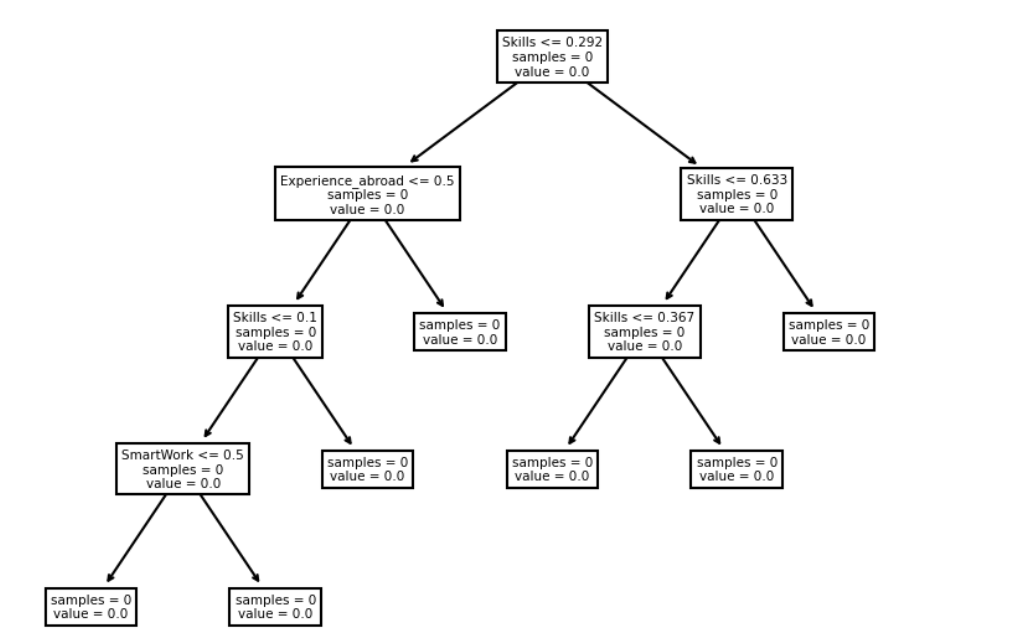 Skills <= 0.292
samples = 0
value = 0.0
Experience_abroad <= 0.5
samples = 0
value = 0.0
Skills <= 0.633
samples = 0
value = 0.0
Skills <= 0.1
samples = 0
value = 0.0
samples = 0
value = 0.0
Skills <= 0.367
samples = 0
value = 0.0
samples = 0
value = 0.0
SmartWork <= 0.5
samples = 0
value = 0.0
samples = 0
value = 0.0
samples = 0
value = 0.0
samples = 0
value = 0.0
samples = 0
value = 0.0
samples = 0
value = 0.0